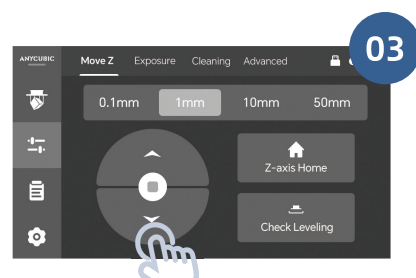 03
ANYCUBIC
Move Z Exposure Cleaning Advanced
0.1mm 1mm 10mm 50mm
Z-axis Home
Check Leveling